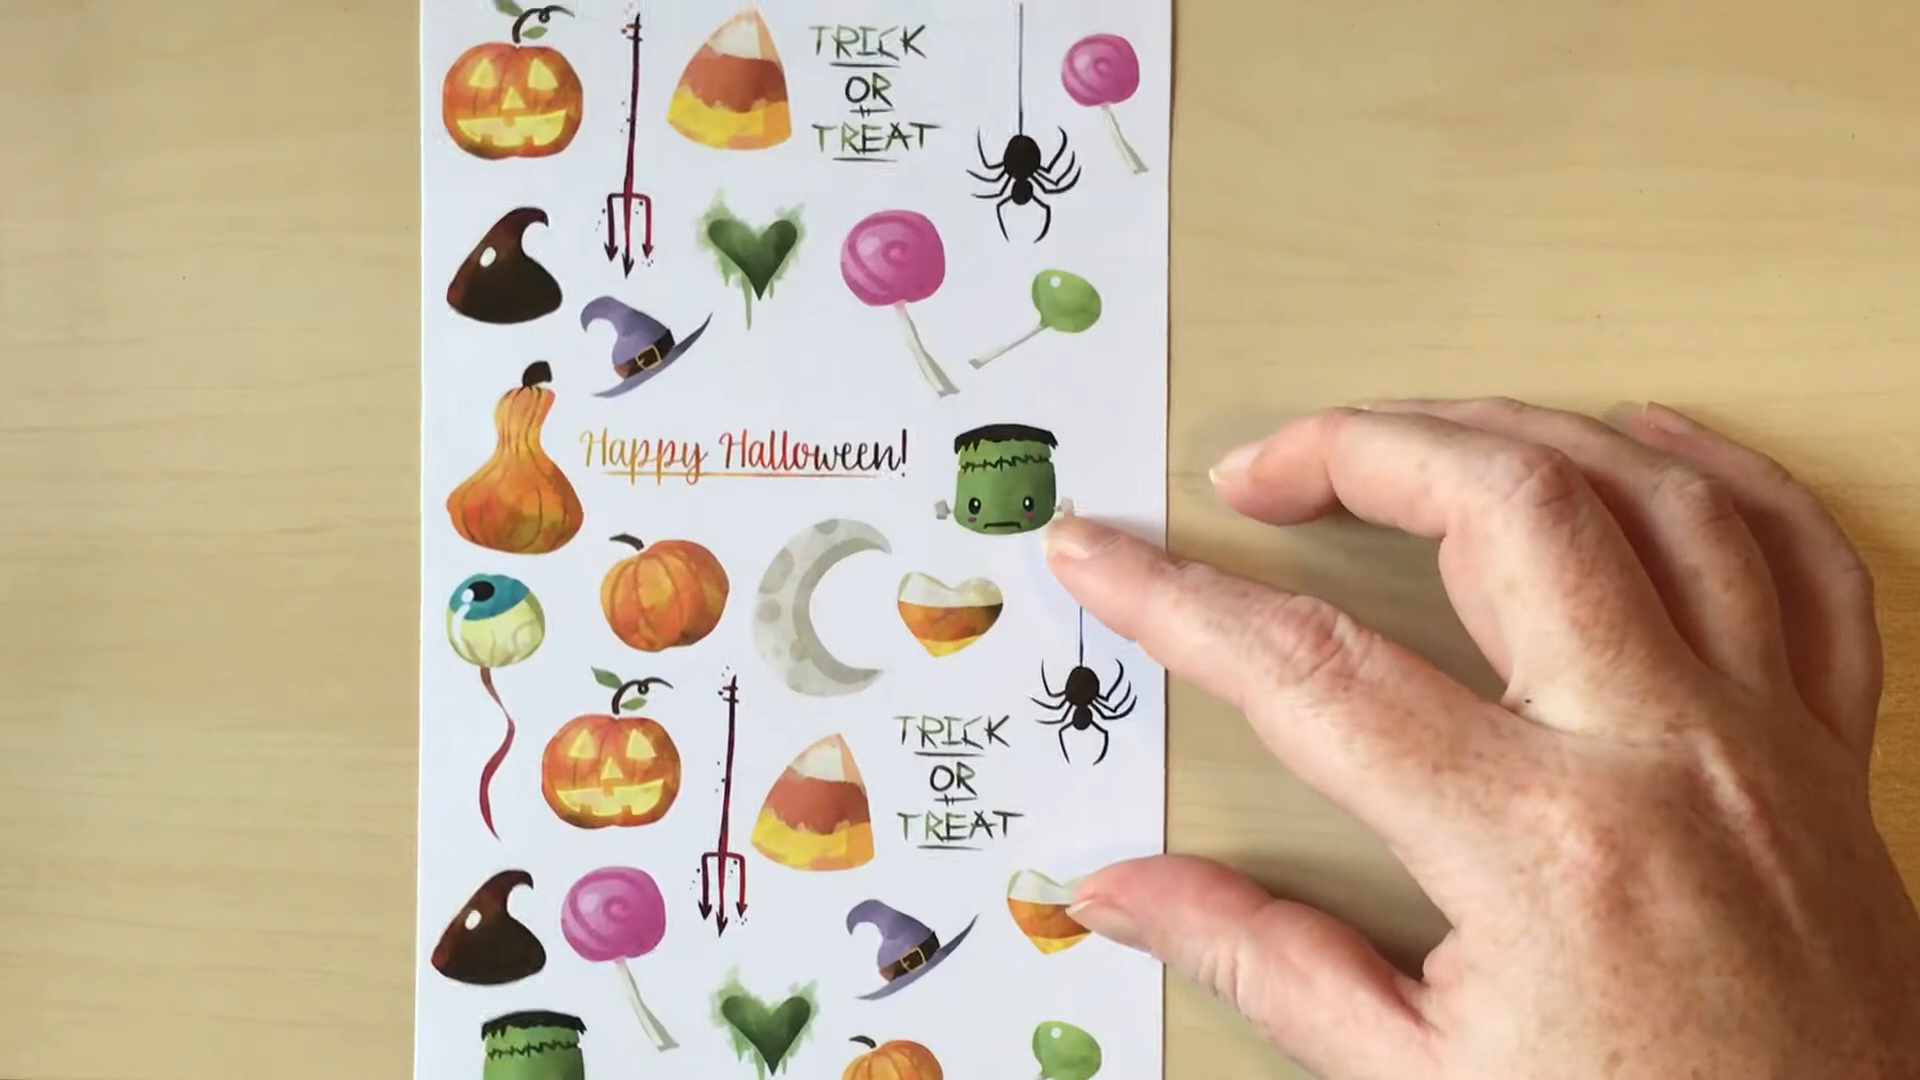 TRICK
OR
TREAT
Happy Halloween!
TRICK
OR
TREAT